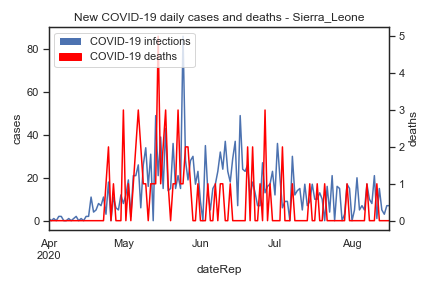 New COVID-19 daily cases and deaths - Sierra_Leone
COVID-19 infections
COVID-19 deaths
80
60
40
20
0
cases
5
4
3
2
1
0
deaths
Apr
2020
May
Jun
Jul
Aug
dateRep